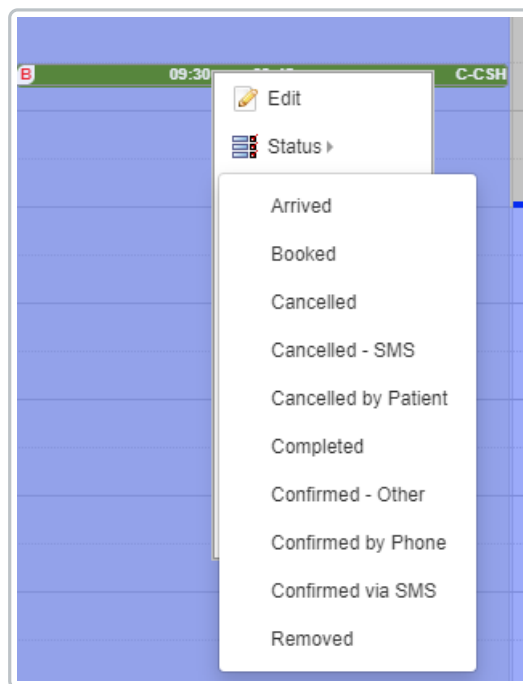 B 09:30 C-CSH
Edit
Status
Arrived
Booked
Cancelled
Cancelled - SMS
Cancelled by Patient
Completed
Confirmed - Other
Confirmed by Phone
Confirmed via SMS
Removed